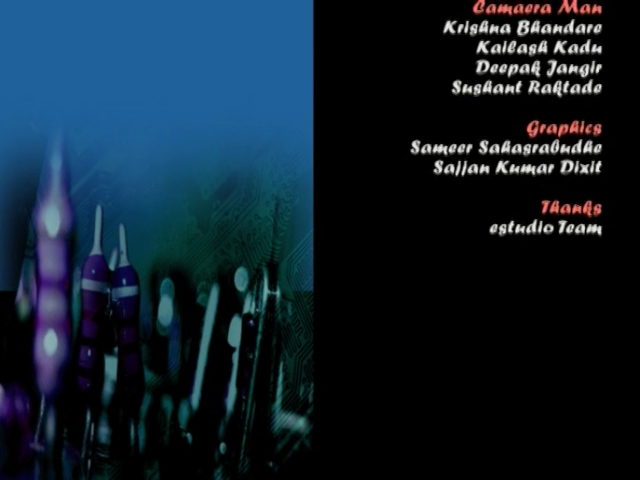 Camaera Man
Krishna Bhandare
Kailash Kadu
Deepak Jangir
Sushant Raktade
Graphics
Sameer Sahasrabudhe
Sajjan Kumar Dixit
Thanks
estudio Team